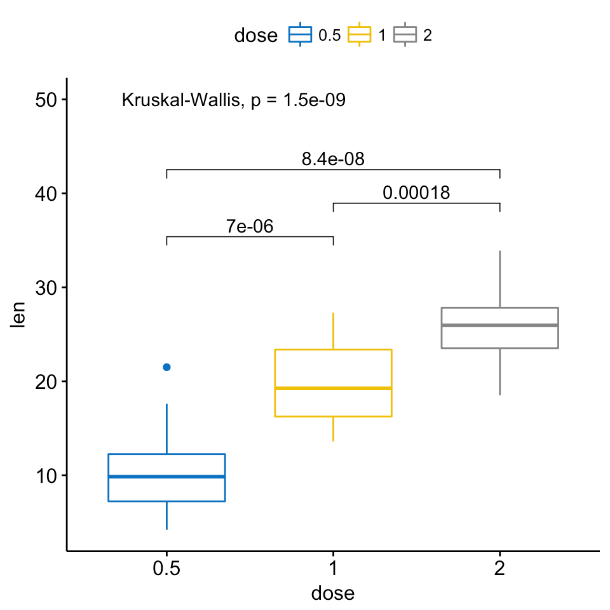 dose 0.5 1 2
50
Kruskal-Wallis, p = 1.5e-09
8.4e-08
40
0.00018
7e-06
30
len
20
10
0.5 1 2
dose